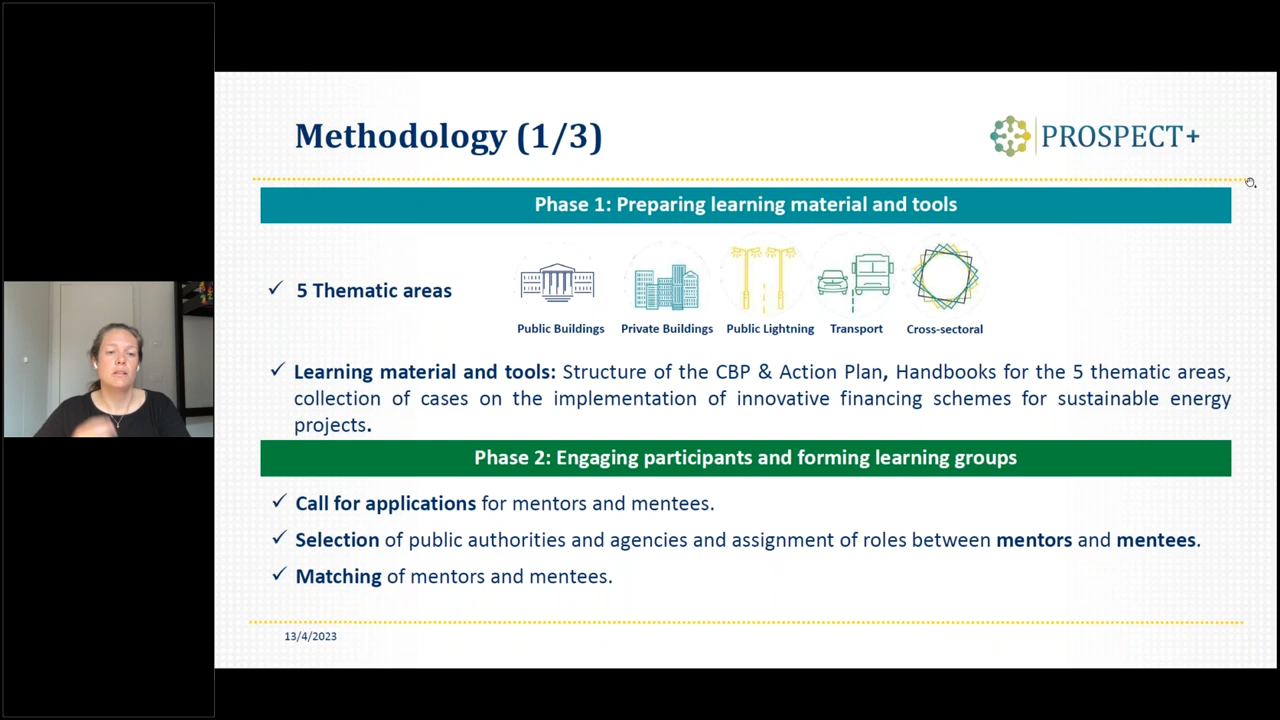 Methodology (1/3)
PROSPECT+
Phase 1: Preparing learning material and tools
✓ 5 Thematic areas
Public Buildings Private Buildings Public Lightning Transport Cross-sectoral
✓ Learning material and tools: Structure of the CBP & Action Plan, Handbooks for the 5 thematic areas,
collection of cases on the implementation of innovative financing schemes for sustainable energy
projects.
Phase 2: Engaging participants and forming learning groups
✓ Call for applications for mentors and mentees.
✓ Selection of public authorities and agencies and assignment of roles between mentors and mentees.
✓ Matching of mentors and mentees.
13/4/2023